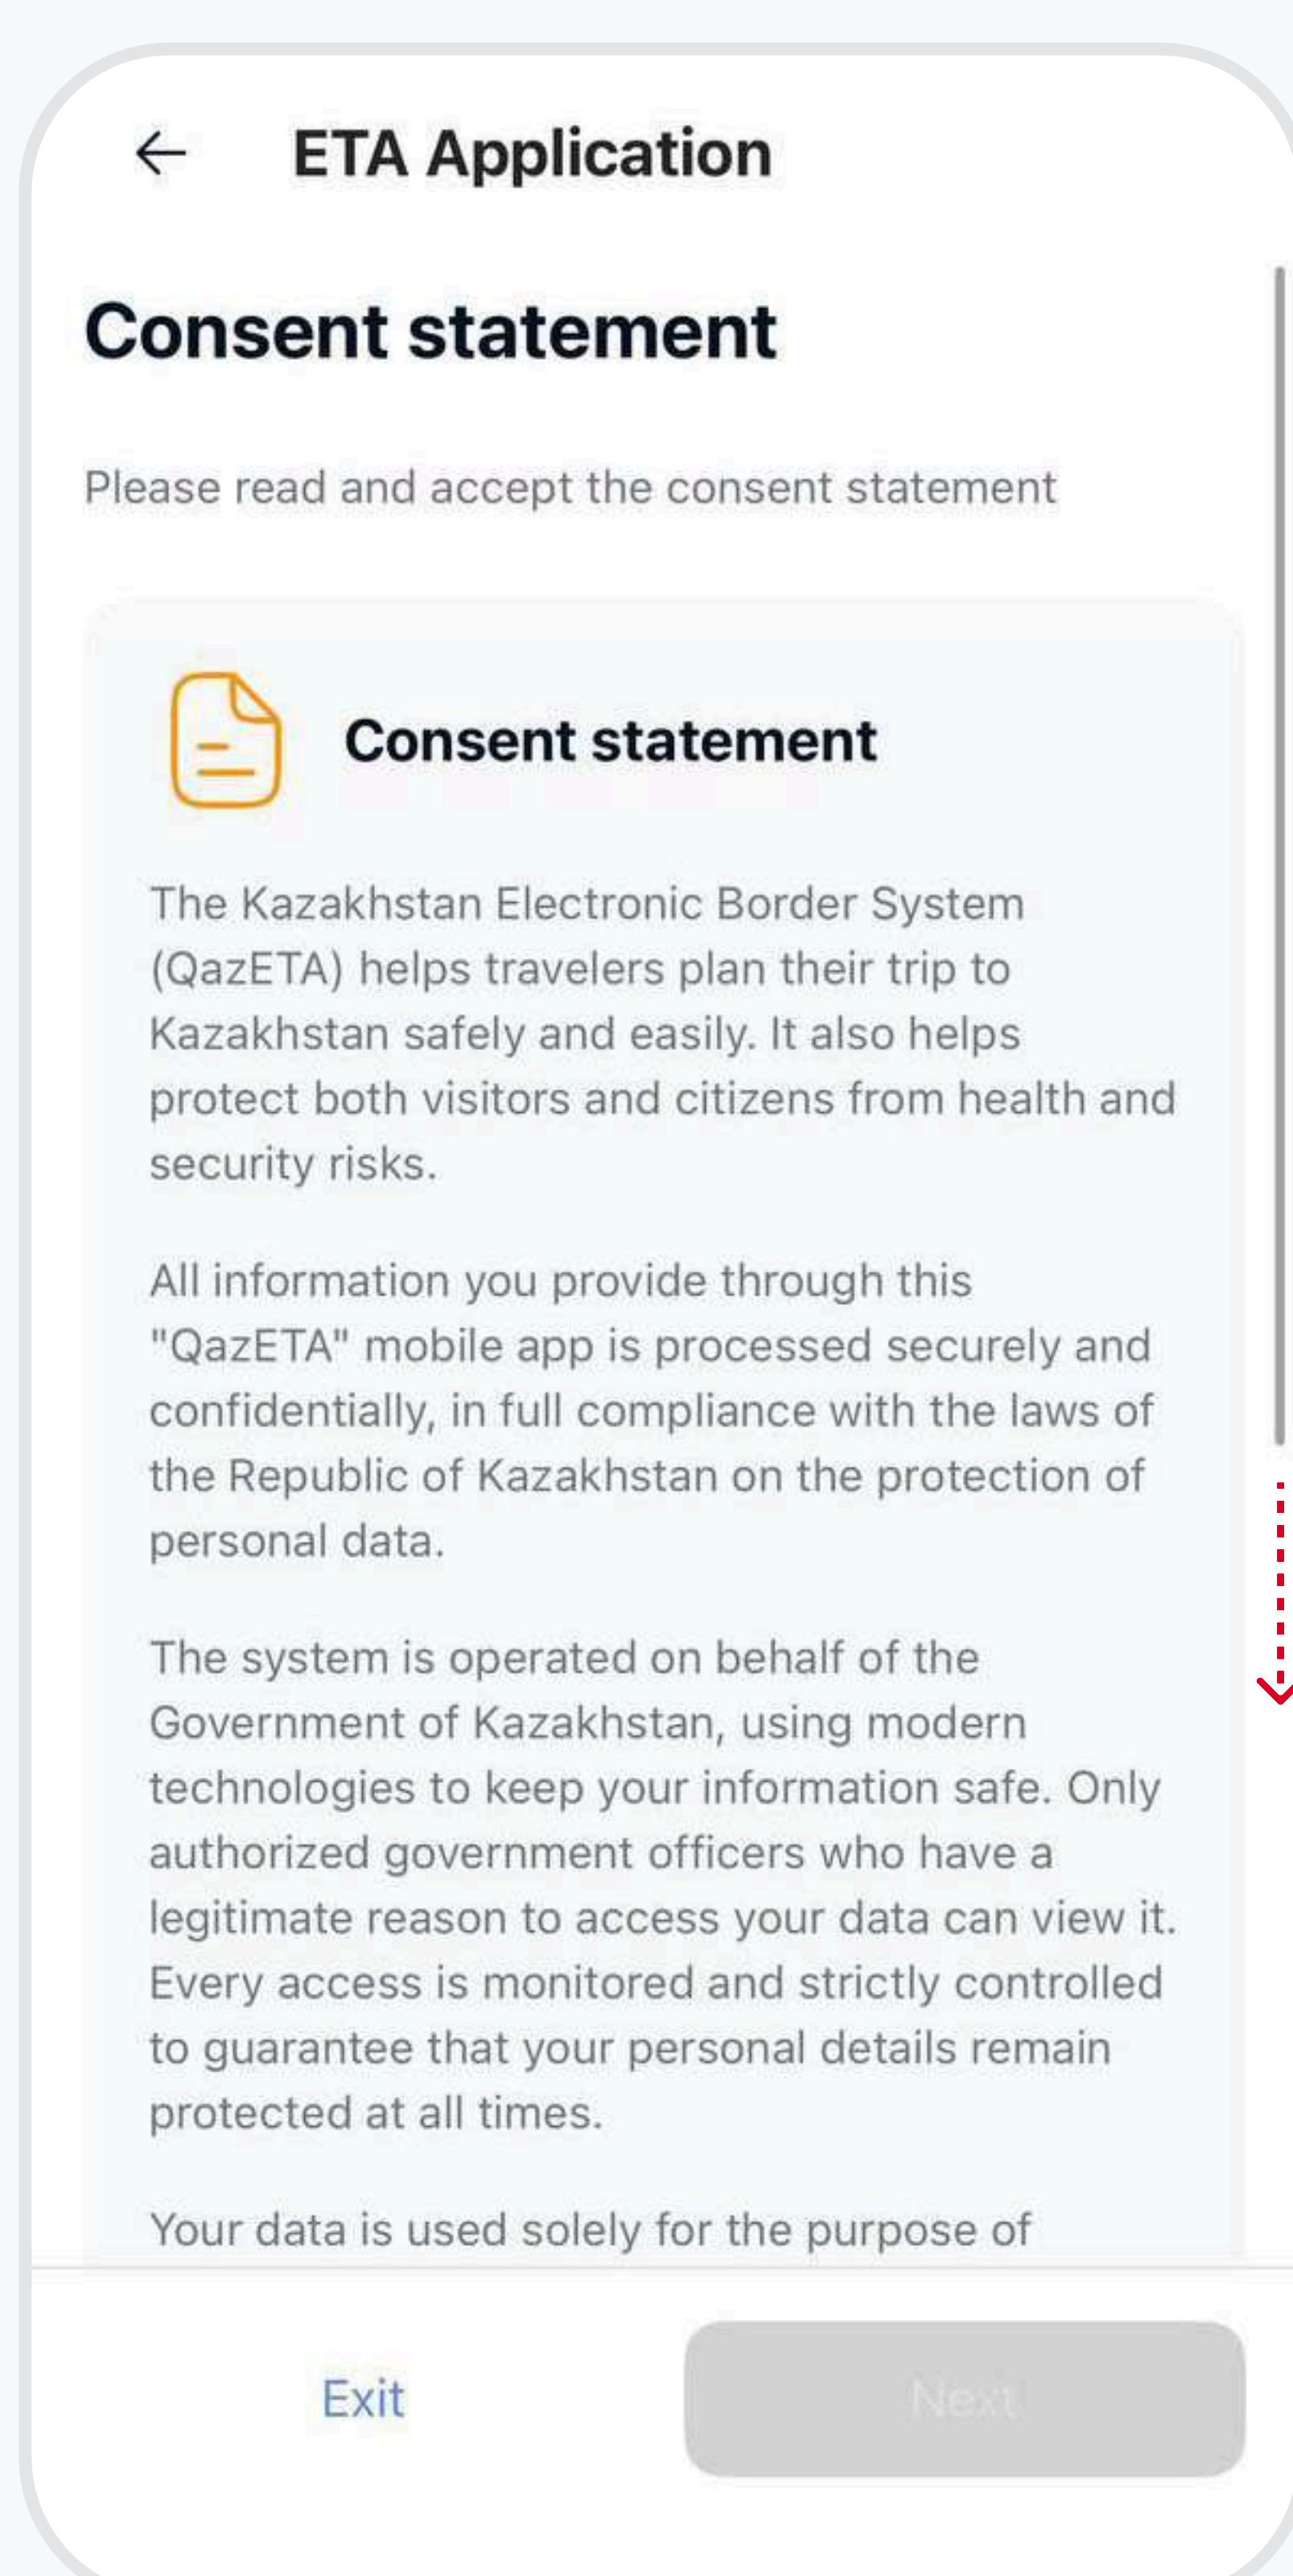 ETA Application
Consent statement
Please read and accept the consent statement
Consent statement
The Kazakhstan Electronic Border System
(QazETA) helps travelers plan their trip to
Kazakhstan safely and easily. It also helps
protect both visitors and citizens from health and
security risks.
All information you provide through this
"QazETA" mobile app is processed securely and
confidentially, in full compliance with the laws of
the Republic of Kazakhstan on the protection of
personal data.
The system is operated on behalf of the
Government of Kazakhstan, using modern
technologies to keep your information safe. Only
authorized government officers who have a
legitimate reason to access your data can view it.
Every access is monitored and strictly controlled
to guarantee that your personal details remain
protected at all times.
Your data is used solely for the purpose of
Exit
Next